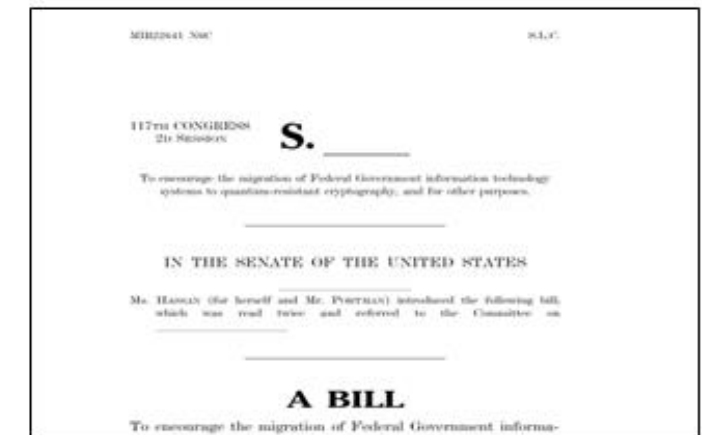 MIR22641 N6C S.L.C.
117TH CONGRESS
2D SESSION
S.
To encourage the migration of Federal Government information technology
systems to quantum-resistant cryptography, and for other purposes.
IN THE SENATE OF THE UNITED STATES
Ms. HASSAN (for herself and Mr. PORTMAN) introduced the following bill;
which was read twice and referred to the Committee on
A BILL
To encourage the migration of Federal Government informa-